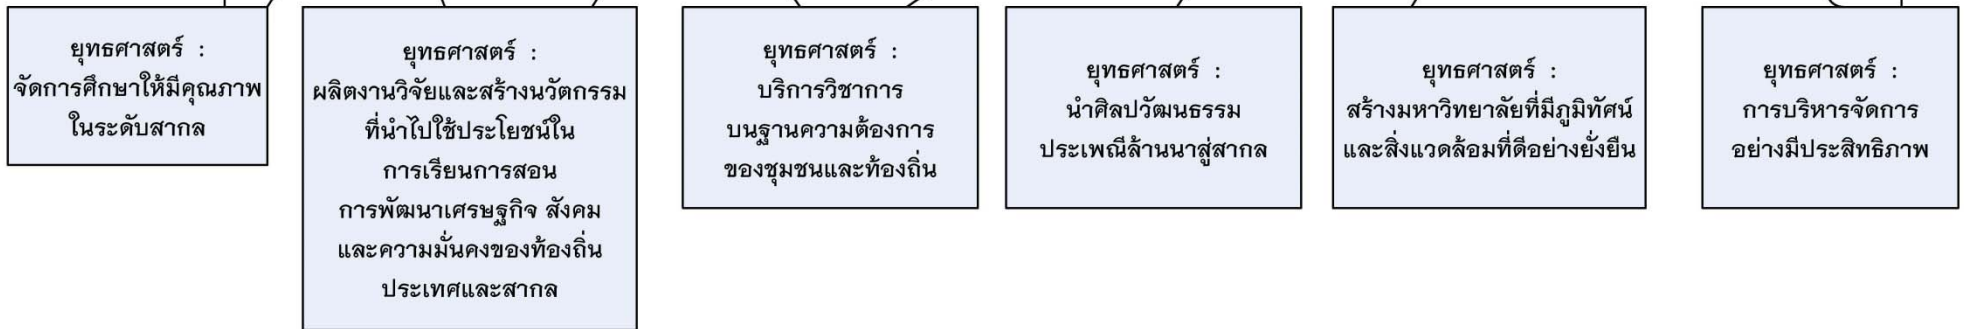 ยุทธศาสตร์ :
จัดการศึกษาให้มีคุณภาพ
ในระดับสากล
ยุทธศาสตร์ :
ผลิตงานวิจัยและสร้างนวัตกรรม
ที่นำไปใช้ประโยชน์ใน
การเรียนการสอน
การพัฒนาเศรษฐกิจ สังคม
และความมั่นคงของท้องถิ่น
ประเทศและสากล
ยุทธศาสตร์ :
บริการวิชาการ
บนฐานความต้องการ
ของชุมชนและท้องถิ่น
ยุทธศาสตร์ :
นำศิลปวัฒนธรรม
ประเพณีล้านนาสู่สากล
ยุทธศาสตร์ :
สร้างมหาวิทยาลัยที่มีภูมิทัศน์
และสิ่งแวดล้อมที่ดีอย่างยั่งยืน
ยุทธศาสตร์ :
การบริหารจัดการ
อย่างมีประสิทธิภาพ